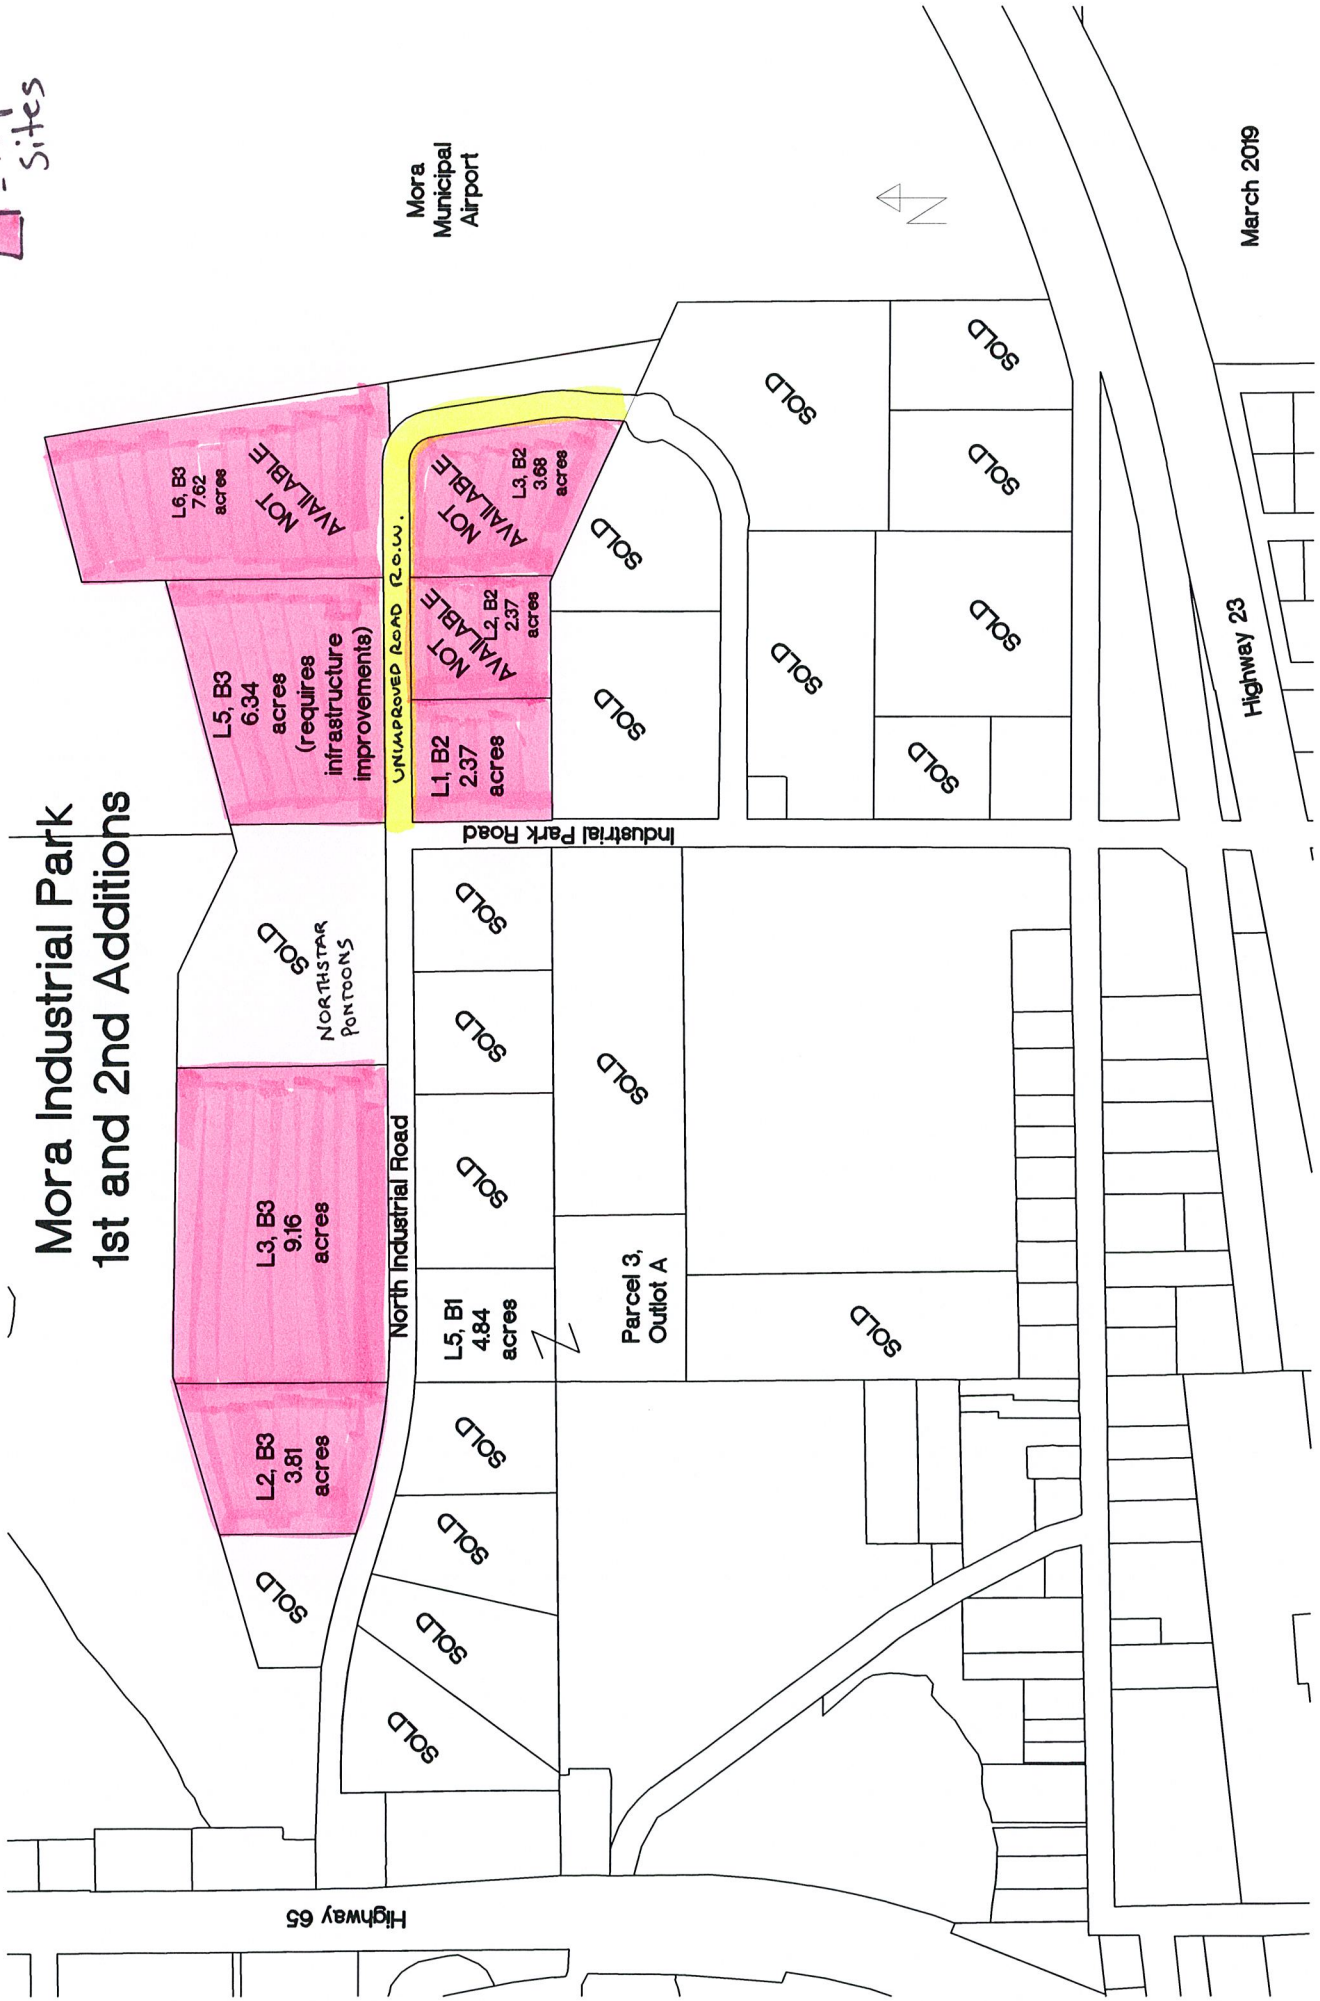 sites
Mora Industrial Park
1st and 2nd Additions
Mora
Municipal
Airport
L6, B3
7.62
acres
NOT
AVAILABLE
L5, B3
6.34
acres
(requires
infrastructure
improvements)
UNIMPROVED ROAD R.O.W.
NOT
AVAILABLE
L3, B2
3.68
acres
NOT
AVAILABLE
L2, B2
2.37
acres
L1, B2
2.37
acres
Industrial Park Road
SOLD
NORTHSTAR
PONTOONS
L3, B3
9.16
acres
L2, B3
3.81
acres
SOLD
North Industrial Road
SOLD
SOLD
SOLD
L5, B1
4.84
acres
SOLD
SOLD
SOLD
SOLD
SOLD
Parcel 3,
Outlot A
SOLD
SOLD
SOLD
SOLD
SOLD
SOLD
SOLD
SOLD
SOLD
N
Highway 65
Highway 23
March 2019